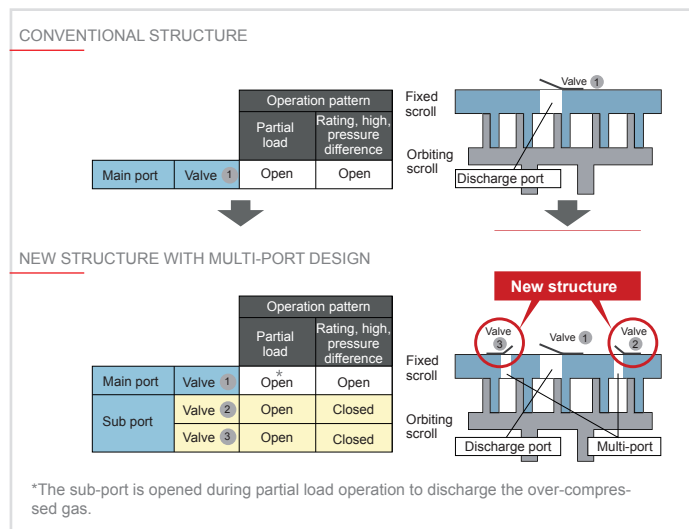 CONVENTIONAL STRUCTURE
Operation pattern
Partial
load
Rating, high,
pressure
difference
Main port
Valve 1
Open
Open
Valve 1
Fixed
scroll
Orbiting
scroll
Discharge port
NEW STRUCTURE WITH MULTI-PORT DESIGN
Operation pattern
Partial
load
Rating, high,
pressure
difference
Main port
Valve 1
Open*
Open
Sub port
Valve 2
Open
Closed
Valve 3
Open
Closed
New structure
Valve
3
Valve 1
Valve
2
Fixed
scroll
Orbiting
scroll
Discharge port
Multi-port
*The sub-port is opened during partial load operation to discharge the over-compres-
sed gas.